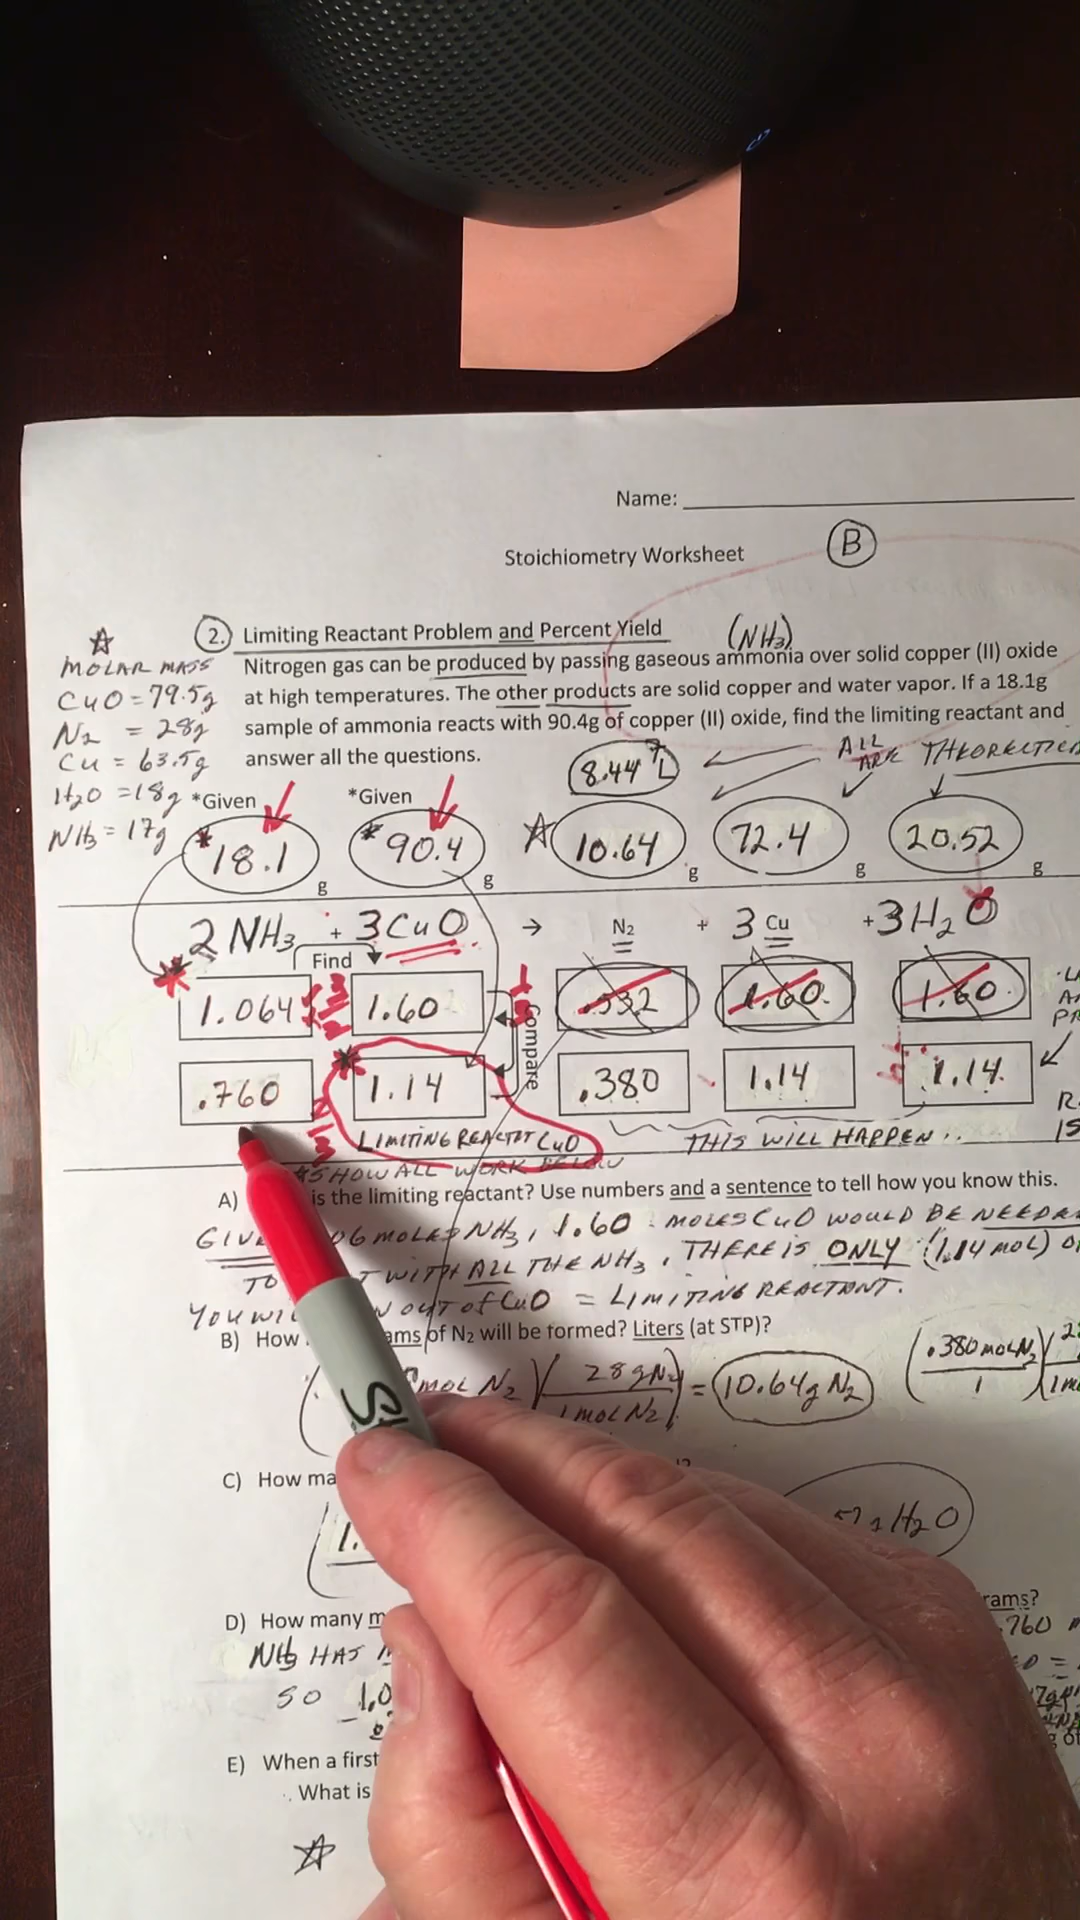 Name:
Stoichiometry Worksheet
B
2. Limiting Reactant Problem and Percent Yield
(NH3)
MOLAR MASS
CuO = 79.5g
N2 = 28g
Cu = 63.5g
H2O = 18g
NH3 = 17g
Nitrogen gas can be produced by passing gaseous ammonia over solid copper (II) oxide
at high temperatures. The other products are solid copper and water vapor. If a 18.1g
sample of ammonia reacts with 90.4g of copper (II) oxide, find the limiting reactant and
answer all the questions.
8.44 L
ALL ARE
*Given *Given
*18.1 g *90.4 g 10.64 g 72.4 g 20.52 g
2 NH3 + 3 CuO → N2 + 3 Cu + 3 H2O
Find
1.064 1.60 .532 1.60 1.60
Compare
.760 1.14 .380 1.14 1.14
LIMITING REACTNT CuO
THIS WILL HAPPEN..
SHOW ALL WORK BELOW
A) is the limiting reactant? Use numbers and a sentence to tell how you know this.
06 MOLES NH3, 1.60 MOLES CuO WOULD BE
TO WITH ALL THE NH3. THERE IS ONLY (1.14 MOL)
OUT OF CuO = LIMITING REACTANT.
B) How of N2 will be formed? Liters (at STP)?
mol N2)(28 g N2/1 mol N2) = 10.64g N2 (.380 mol N2/1)(
C) How
1.
H2O
D) How many
rams?
NH3 HAS
.760
SO 1.0
E) When a first
What is